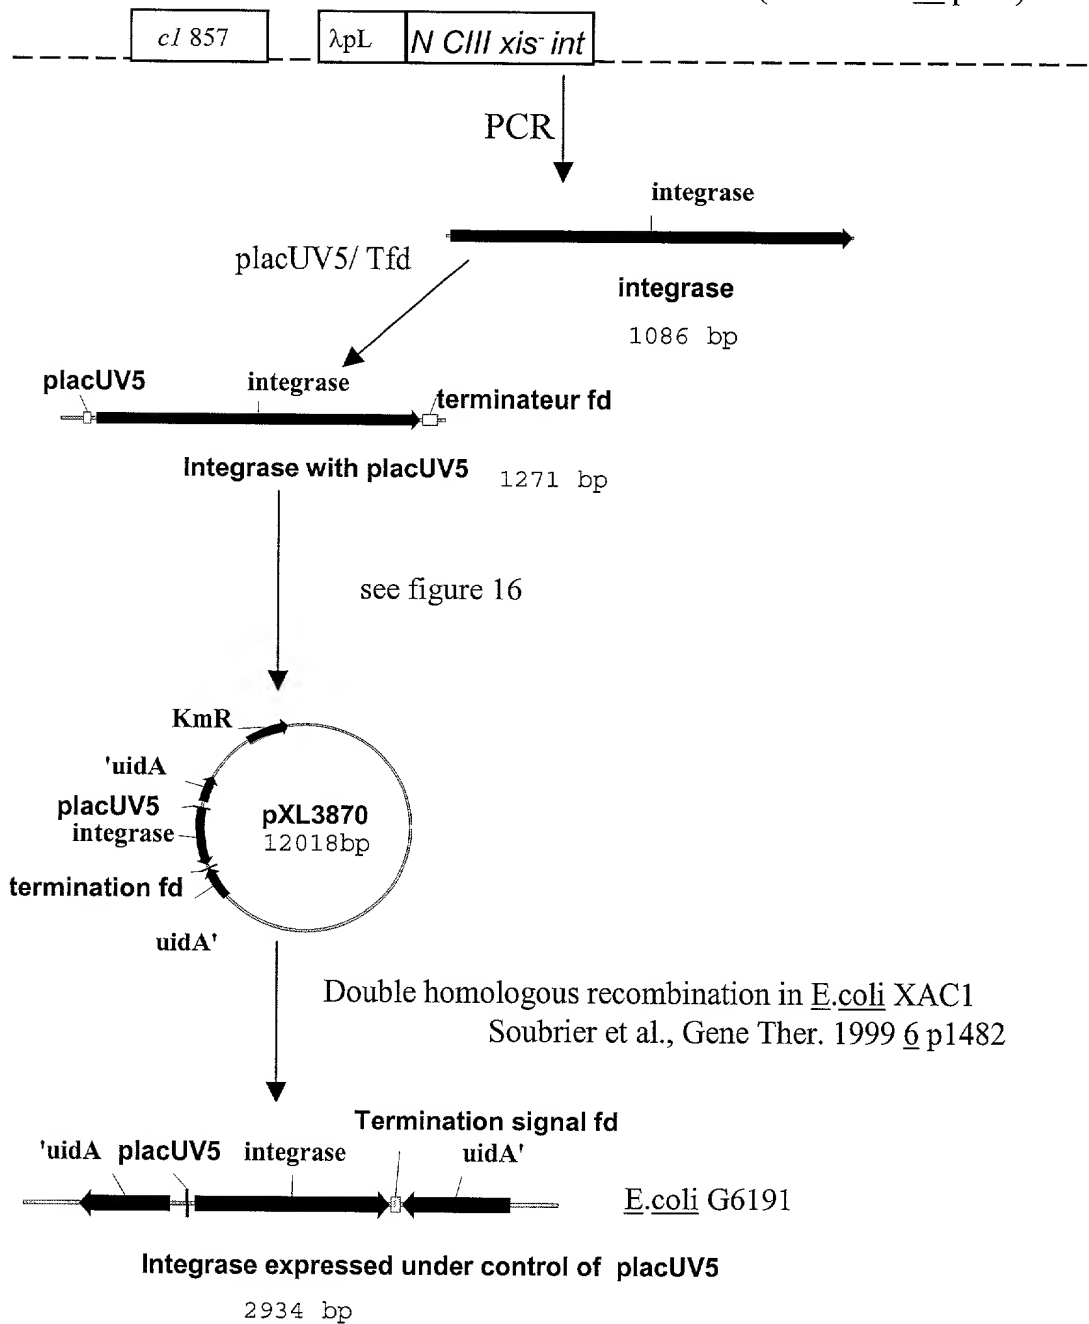 cI 857
λpL
N CIII xis- int
PCR
integrase
placUV5/ Tfd
integrase
1086 bp
placUV5
integrase
terminateur fd
Integrase with placUV5
1271 bp
see figure 16
KmR
'uidA
placUV5
integrase
pXL3870
12018bp
termination fd
uidA'
Double homologous recombination in E.coli XAC1
Soubrier et al., Gene Ther. 1999 6 p1482
Termination signal fd
'uidA placUV5 integrase uidA'
E.coli G6191
Integrase expressed under control of placUV5
2934 bp